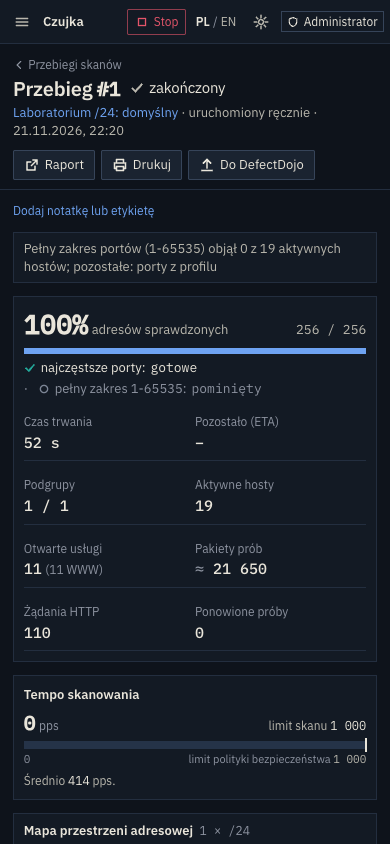 Czujka
Stop
PL / EN
Administrator
Przebiegi skanów
Przebieg #1 zakończony
Laboratorium /24: domyślny · uruchomiony ręcznie ·
21.11.2026, 22:20
Raport
Drukuj
Do DefectDojo
Dodaj notatkę lub etykietę
Pełny zakres portów (1-65535) objął 0 z 19 aktywnych
hostów; pozostałe: porty z profilu
100% adresów sprawdzonych 256 / 256
najczęstsze porty: gotowe
· pełny zakres 1-65535: pominięty
Czas trwania
52 s
Pozostało (ETA)
–
Podgrupy
1 / 1
Aktywne hosty
19
Otwarte usługi
11 (11 WWW)
Pakiety prób
≈ 21 650
Żądania HTTP
110
Ponowione próby
0
Tempo skanowania
0 pps
limit skanu 1 000
0
limit polityki bezpieczeństwa 1 000
Średnio 414 pps.
Mapa przestrzeni adresowej 1 × /24